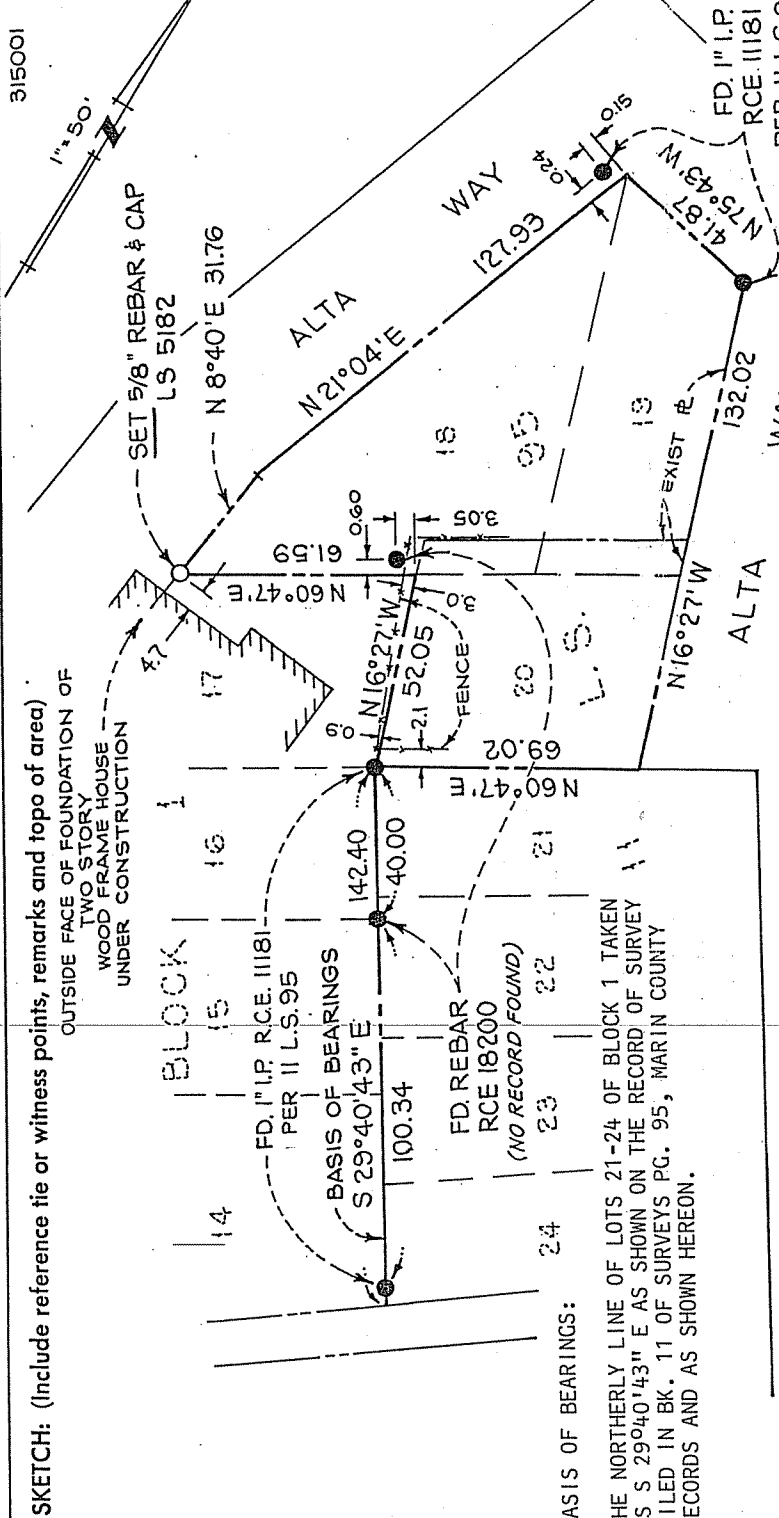 315001
SKETCH: (Include reference tie or witness points, remarks and topo of area)
1"=50'
N
OUTSIDE FACE OF FOUNDATION OF
TWO STORY
WOOD FRAME HOUSE
UNDER CONSTRUCTION
SET 5/8" REBAR & CAP
LS 5182
N 8°40'E 31.76
ALTA
WAY
N 21°04'E
127.93
0.24
0.15
FD. 1" I.P.
RCE 11181
41.87
N 75°43'W
BLOCK
1
14
15
16
17
18
95
19
4.7
N60°47'E
61.59
0.60
3.05
3.0
N16°27'W
52.05
0.9
2.1
FENCE
20
L.S.
EXIST PL
132.02
N16°27'W
ALTA
69.02
N60°47'E
FD. 1" I.P. R.C.E. 11181
PER 11 L.S. 95
BASIS OF BEARINGS
S 29°40'43" E
100.34
142.40
40.00
FD. REBAR
RCE 18200
(NO RECORD FOUND)
21
22
23
24
11
ASIS OF BEARINGS:
HE NORTHERLY LINE OF LOTS 21-24 OF BLOCK 1 TAKEN
S S 29°40'43" E AS SHOWN ON THE RECORD OF SURVEY
ILED IN BK. 11 OF SURVEYS PG. 95, MARIN COUNTY
ECORDS AND AS SHOWN HEREON.